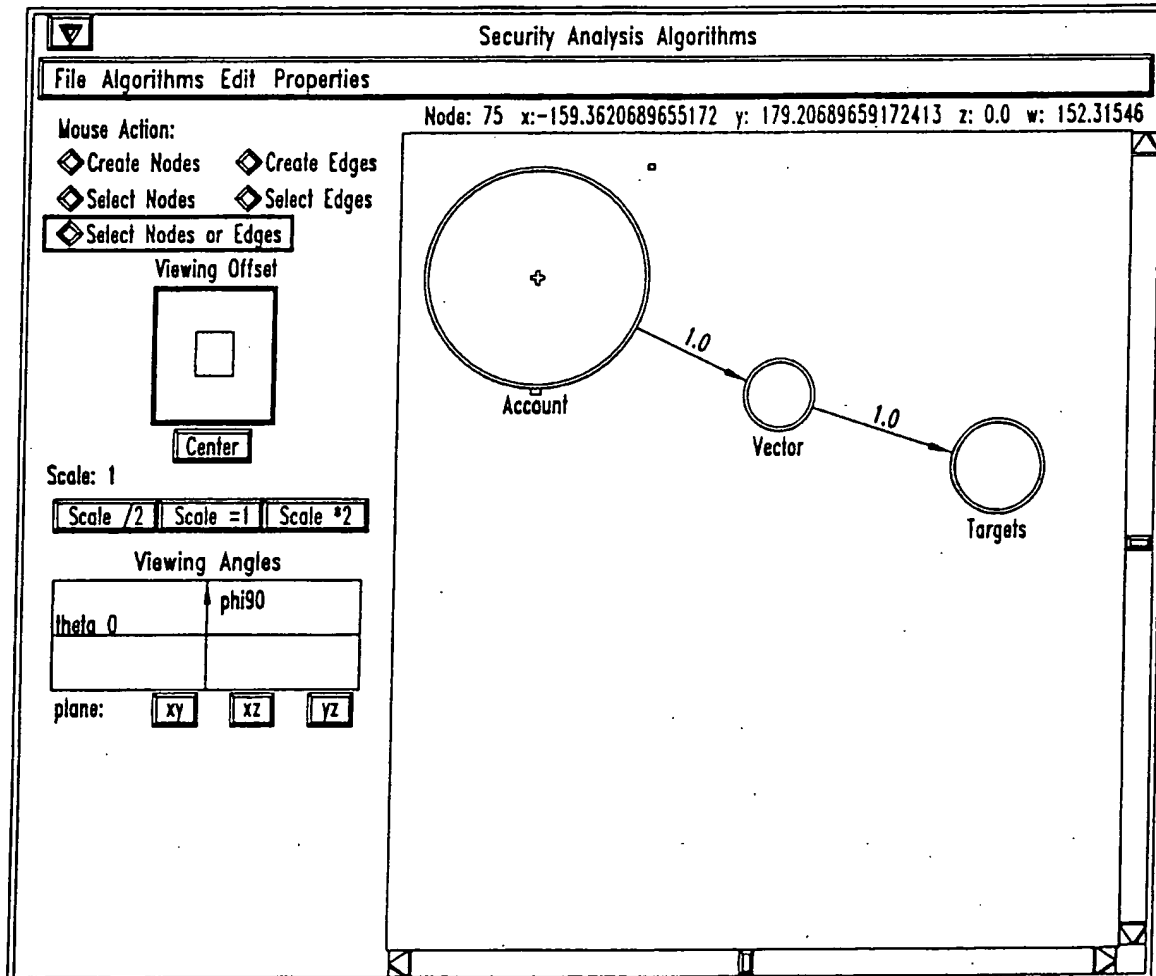 Security Analysis Algorithms
File Algorithms Edit Properties
Node: 75 x:-159.3620689655172 y: 179.20689659172413 z: 0.0 w: 152.31546
Mouse Action:
Create Nodes Create Edges
Select Nodes Select Edges
Select Nodes or Edges
Viewing Offset
Center
Scale: 1
Scale /2 Scale =1 Scale *2
Viewing Angles
phi90
theta 0
plane: xy xz yz
Account
1.0
Vector
1.0
Targets